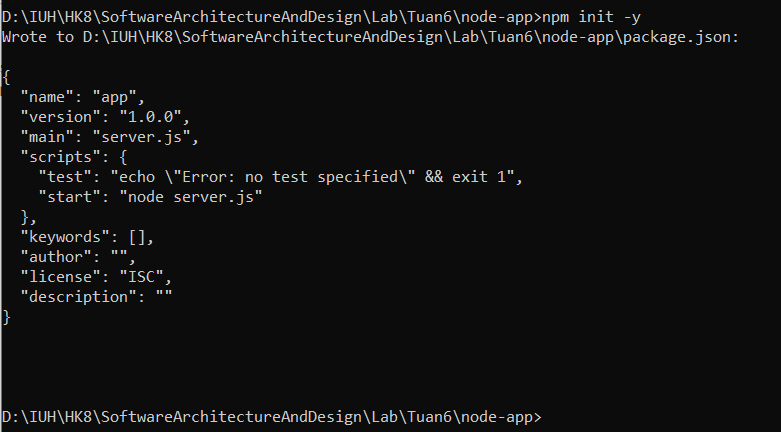 D:\IUH\HK8\SoftwareArchitectureAndDesign\Lab\Tuan6\node-app>npm init -y
Wrote to D:\IUH\HK8\SoftwareArchitectureAndDesign\Lab\Tuan6\node-app\package.json:
{
  "name": "app",
  "version": "1.0.0",
  "main": "server.js",
  "scripts": {
    "test": "echo \"Error: no test specified\" && exit 1",
    "start": "node server.js"
  },
  "keywords": [],
  "author": "",
  "license": "ISC",
  "description": ""
}
D:\IUH\HK8\SoftwareArchitectureAndDesign\Lab\Tuan6\node-app>